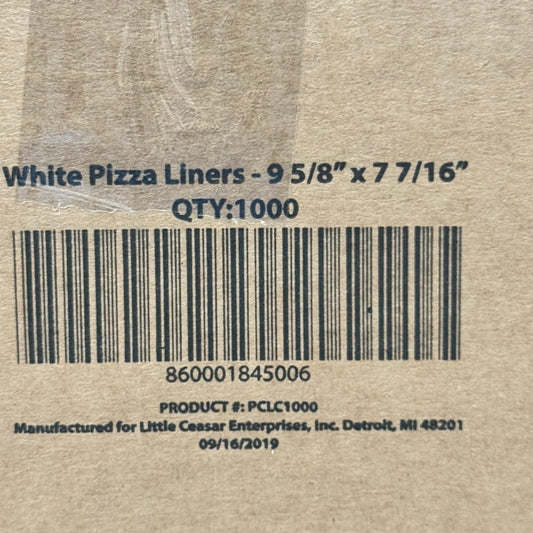 White Pizza Liners - 9 5/8” x 7 7/16”
QTY:1000
860001845006
PRODUCT #: PCLC1000
Manufactured for Little Ceasar Enterprises, Inc. Detroit, MI 48201
09/16/2019